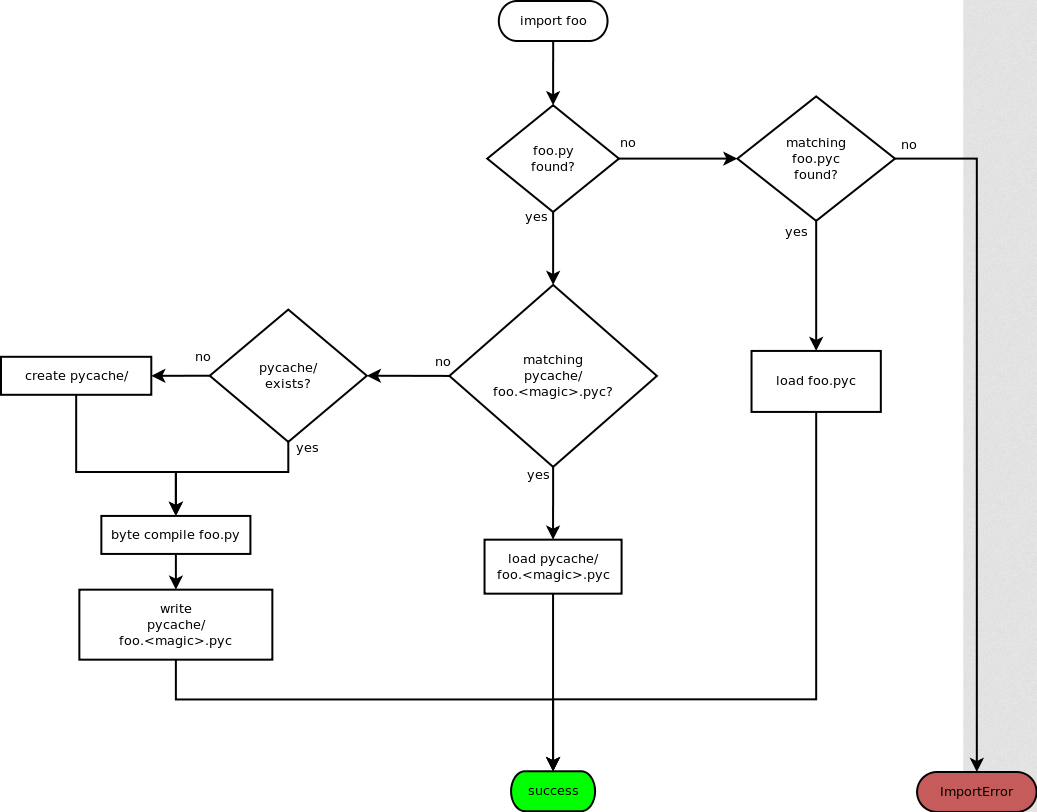 import foo
foo.py
found?
no
matching
foo.pyc
found?
no
yes
yes
matching
pycache/
foo.<magic>.pyc?
no
pycache/
exists?
no
create pycache/
yes
yes
load foo.pyc
byte compile foo.py
load pycache/
foo.<magic>.pyc
write
pycache/
foo.<magic>.pyc
success
ImportError